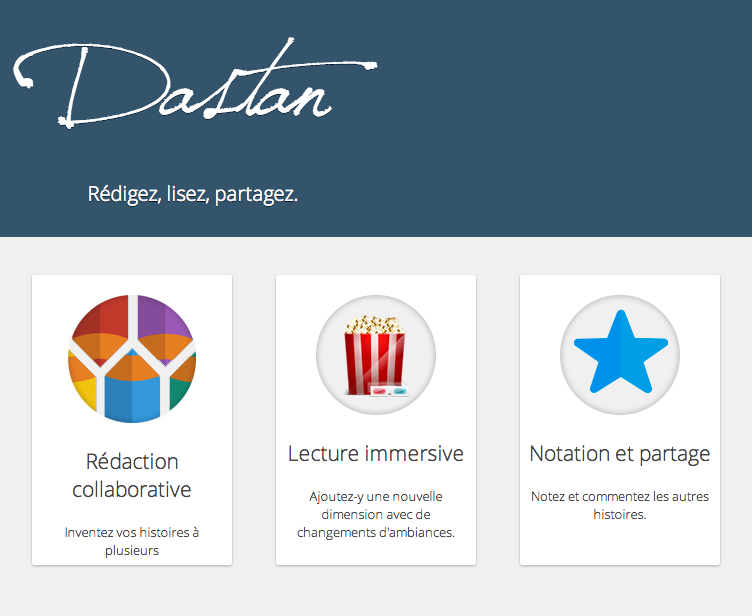 Dastan
Rédigez, lisez, partagez.
Rédaction
collaborative
Inventez vos histoires à
plusieurs
Lecture immersive
Ajoutez-y une nouvelle
dimension avec de
changements d'ambiances.
Notation et partage
Notez et commentez les autres
histoires.